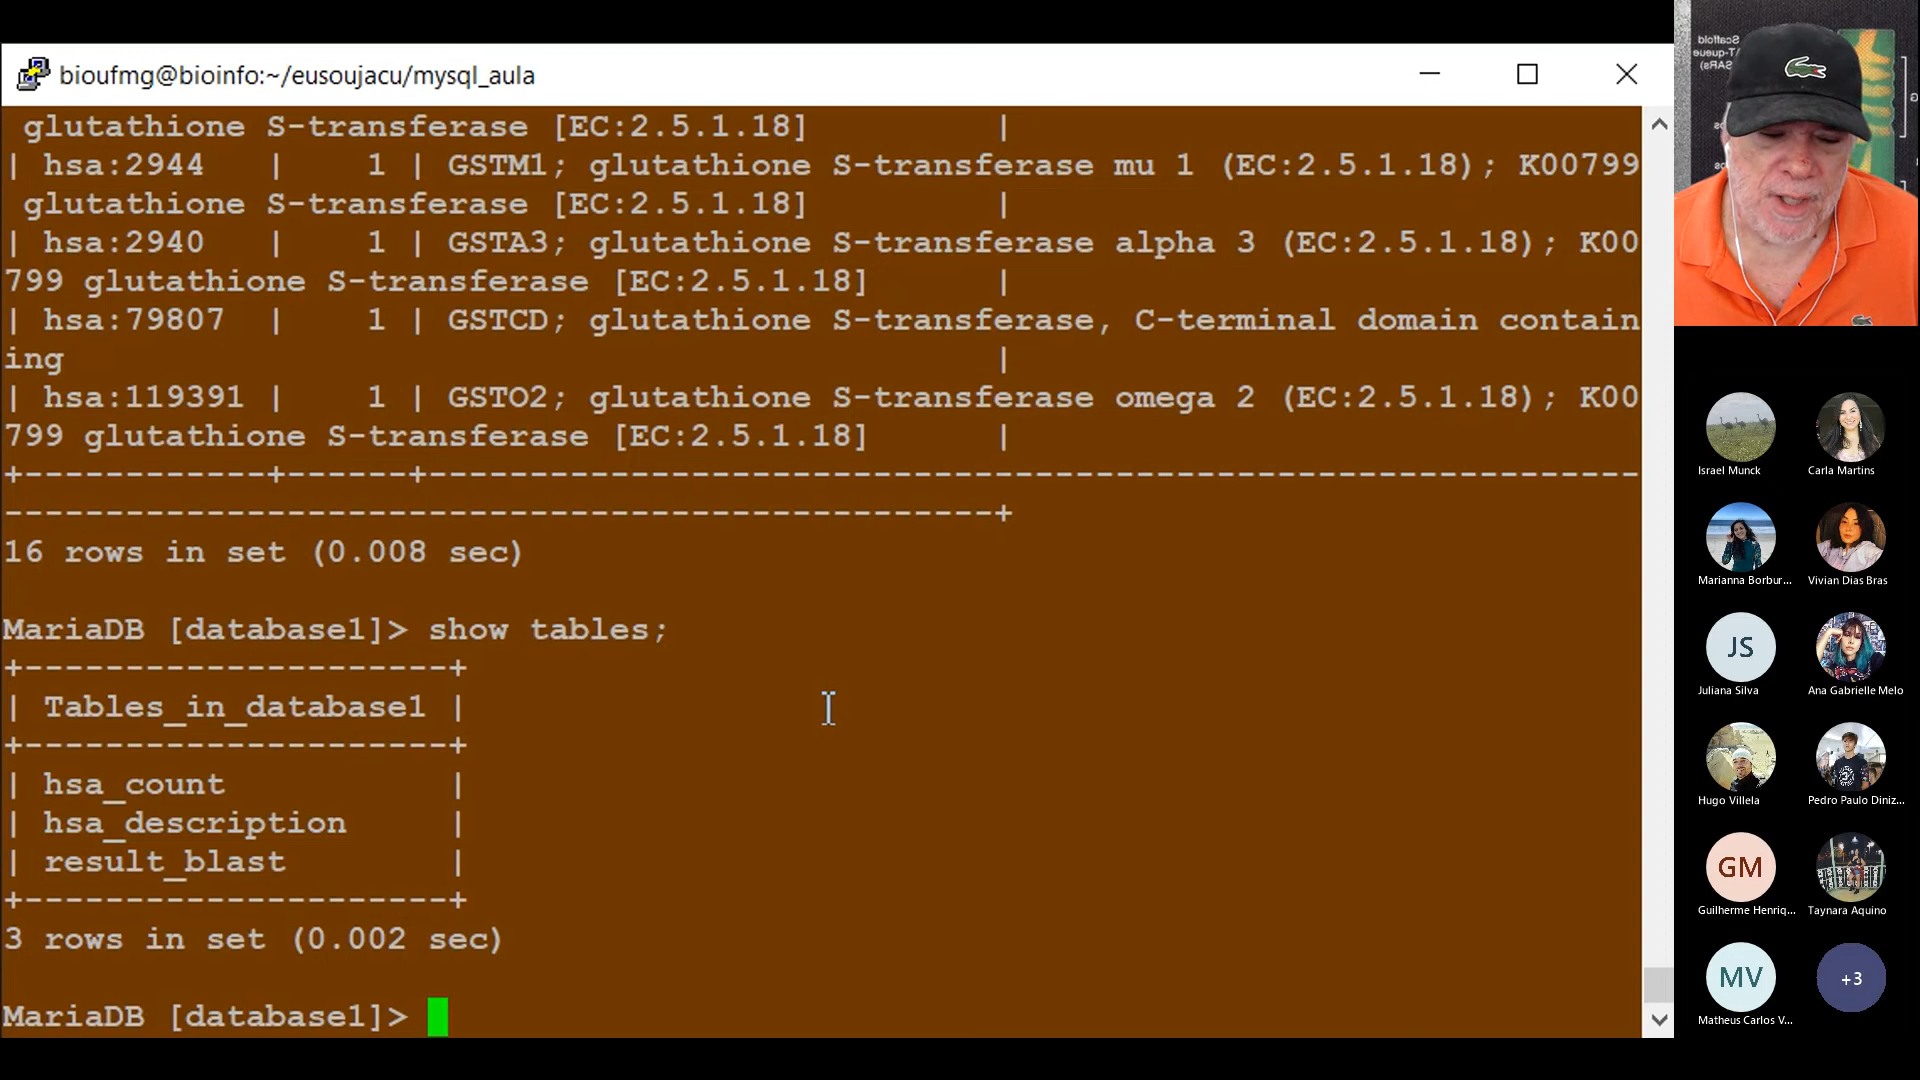 bioufmg@bioinfo:~/eusoujacu/mysql_aula
glutathione S-transferase [EC:2.5.1.18]          |
| hsa:2944   |    1 | GSTM1; glutathione S-transferase mu 1 (EC:2.5.1.18); K00799
glutathione S-transferase [EC:2.5.1.18]          |
| hsa:2940   |    1 | GSTA3; glutathione S-transferase alpha 3 (EC:2.5.1.18); K00
799 glutathione S-transferase [EC:2.5.1.18]       |
| hsa:79807  |    1 | GSTCD; glutathione S-transferase, C-terminal domain contain
ing                                              |
| hsa:119391 |    1 | GSTO2; glutathione S-transferase omega 2 (EC:2.5.1.18); K00
799 glutathione S-transferase [EC:2.5.1.18]       |
+------------+------+------------------------------------------------------------
-------------------------------------------------+
16 rows in set (0.008 sec)
MariaDB [database1]> show tables;
+---------------------+
| Tables_in_database1 |
+---------------------+
| hsa_count           |
| hsa_description     |
| result_blast        |
+---------------------+
3 rows in set (0.002 sec)
MariaDB [database1]>
Scaffold
Israel Munck
Carla Martins
Marianna Borbur...
Vivian Dias Bras
JS
Juliana Silva
Ana Gabrielle Melo
Hugo Villela
Pedro Paulo Diniz...
GM
Guilherme Henriq...
Taynara Aquino
MV
Matheus Carlos V...
+3